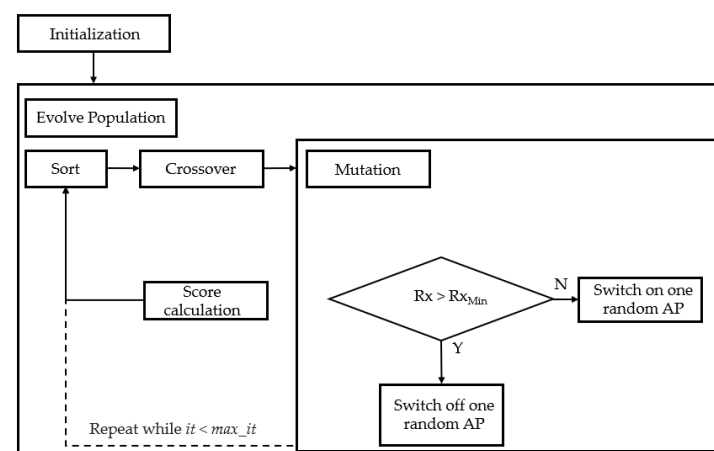 Initialization
Evolve Population
Sort
Crossover
Mutation
Score
calculation
Rx > RxMin
N
Switch on one
random AP
Y
Switch off one
random AP
Repeat while it < max_it